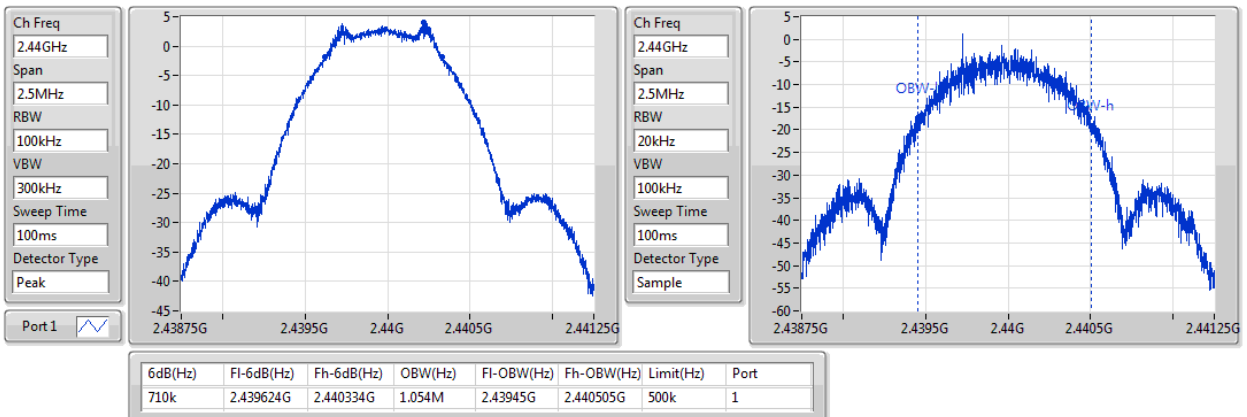 Ch Freq
2.44GHz
Span
2.5MHz
RBW
100kHz
VBW
300kHz
Sweep Time
100ms
Detector Type
Peak
Port 1
5
0
-5
-10
-15
-20
-25
-30
-35
-40
-45
2.43875G 2.4395G 2.44G 2.4405G 2.44125G
Ch Freq
2.44GHz
Span
2.5MHz
RBW
20kHz
VBW
100kHz
Sweep Time
100ms
Detector Type
Sample
5
0
-5
-10
-15
-20
-25
-30
-35
-40
-45
-50
-55
-60
OBW-h
2.43875G 2.4395G 2.44G 2.4405G 2.44125G
6dB(Hz) Fl-6dB(Hz) Fh-6dB(Hz) OBW(Hz) Fl-OBW(Hz) Fh-OBW(Hz) Limit(Hz) Port
710k 2.439624G 2.440334G 1.054M 2.43945G 2.440505G 500k 1